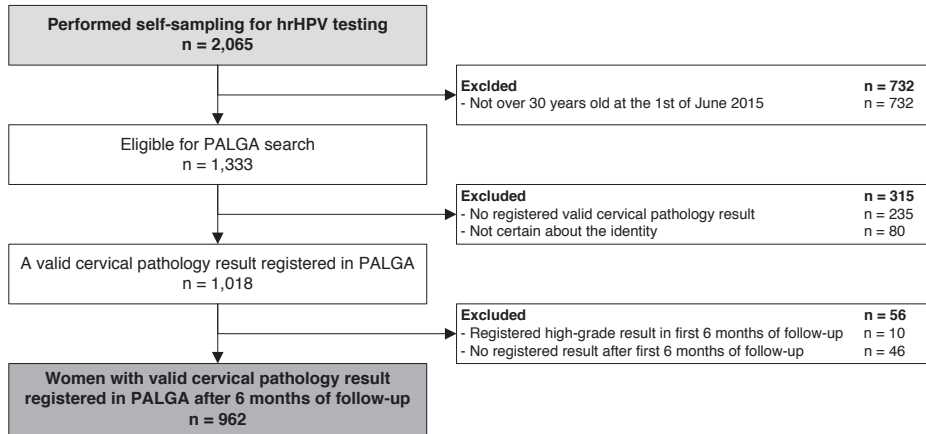 Performed self-sampling for hrHPV testing
n = 2,065
Exclded n = 732
- Not over 30 years old at the 1st of June 2015 n = 732
Eligible for PALGA search
n = 1,333
Excluded n = 315
- No registered valid cervical pathology result n = 235
- Not certain about the identity n = 80
A valid cervical pathology result registered in PALGA
n = 1,018
Excluded n = 56
- Registered high-grade result in first 6 months of follow-up n = 10
- No registered result after first 6 months of follow-up n = 46
Women with valid cervical pathology result
registered in PALGA after 6 months of follow-up
n = 962